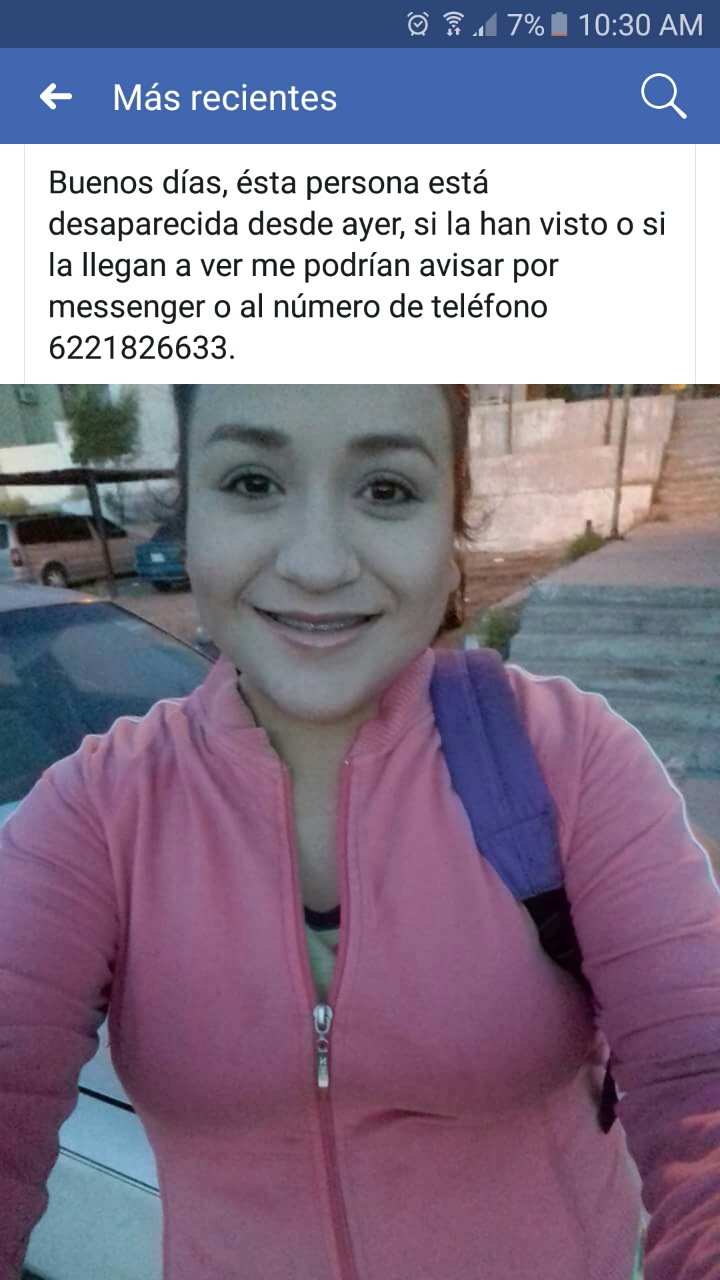 7% 10:30 AM
Más recientes
Buenos días, ésta persona está
desaparecida desde ayer, si la han visto o si
la llegan a ver me podrían avisar por
messenger o al número de teléfono
6221826633.